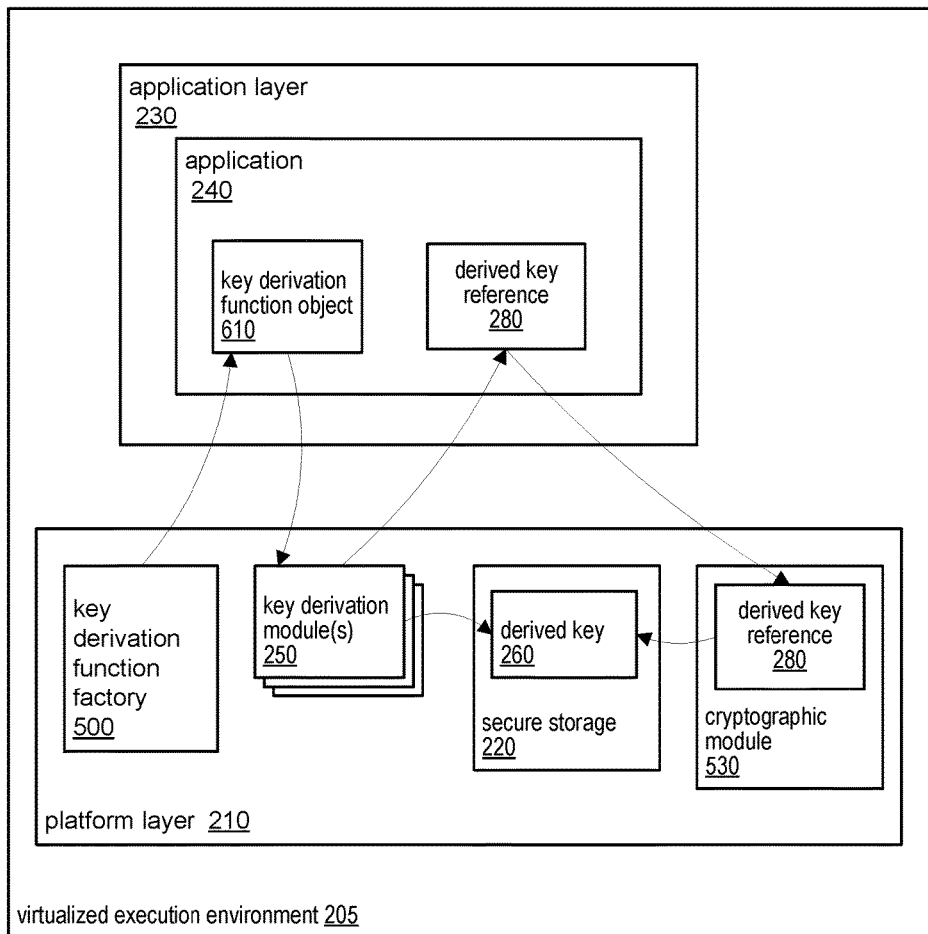 application layer
230
application
240
key derivation
function object
610
derived key
reference
280
key
derivation
function
factory
500
key derivation
module(s)
250
derived key
260
secure storage
220
derived key
reference
280
cryptographic
module
530
platform layer 210
virtualized execution environment 205